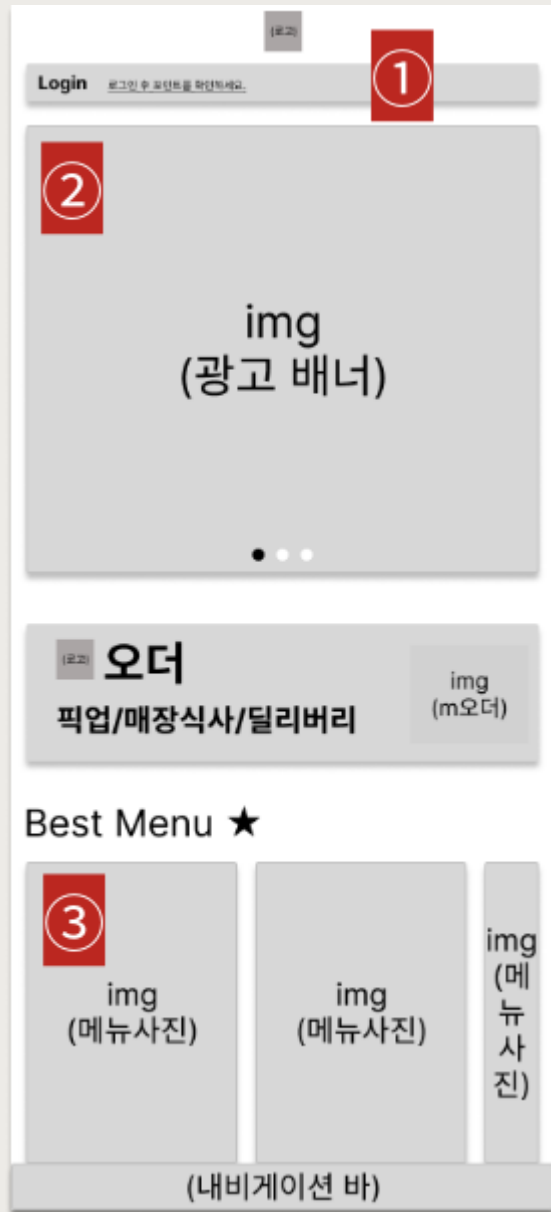 (로고)
Login 로그인 후 포인트를 확인하세요.
①
②
img
(광고 배너)
(로고) 오더
픽업/매장식사/딜리버리
img
(m오더)
Best Menu ★
③
img
(메뉴사진)
img
(메뉴사진)
img
(메
뉴
사
진)
(내비게이션 바)